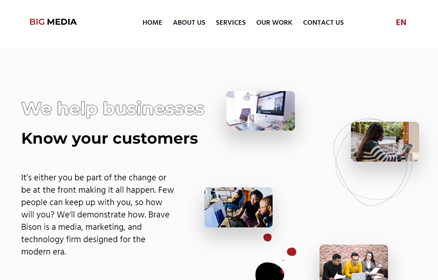 BIG MEDIA
HOME ABOUT US SERVICES OUR WORK CONTACT US
EN
We help businesses
Know your customers
It's either you be part of the change or
be at the front making it all happen. Few
people can keep up with you, so how
will you? We'll demonstrate how. Brave
Bison is a media, marketing, and
technology firm designed for the
modern era.